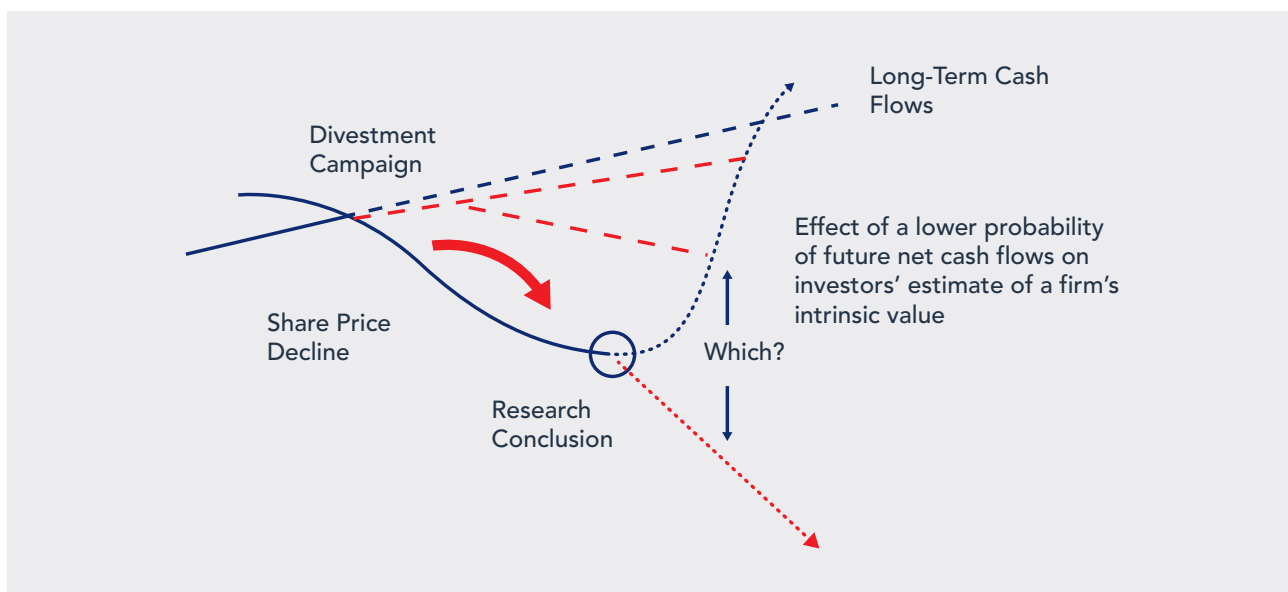 Long-Term Cash
Flows
Divestment
Campaign
Effect of a lower probability
of future net cash flows on
investors’ estimate of a firm’s
intrinsic value
Share Price
Decline
Which?
Research
Conclusion